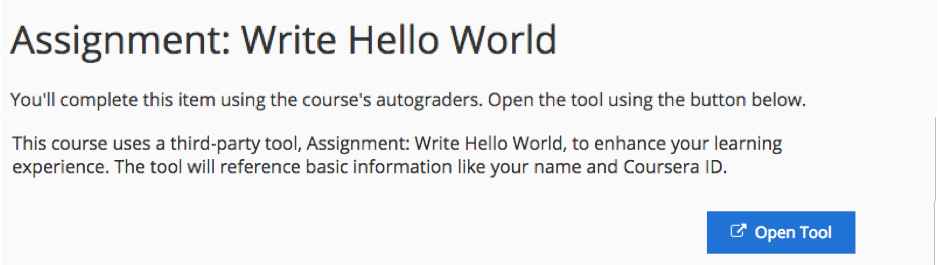 Assignment: Write Hello World
You'll complete this item using the course's autograders. Open the tool using the button below.
This course uses a third-party tool, Assignment: Write Hello World, to enhance your learning
experience. The tool will reference basic information like your name and Coursera ID.
Open Tool